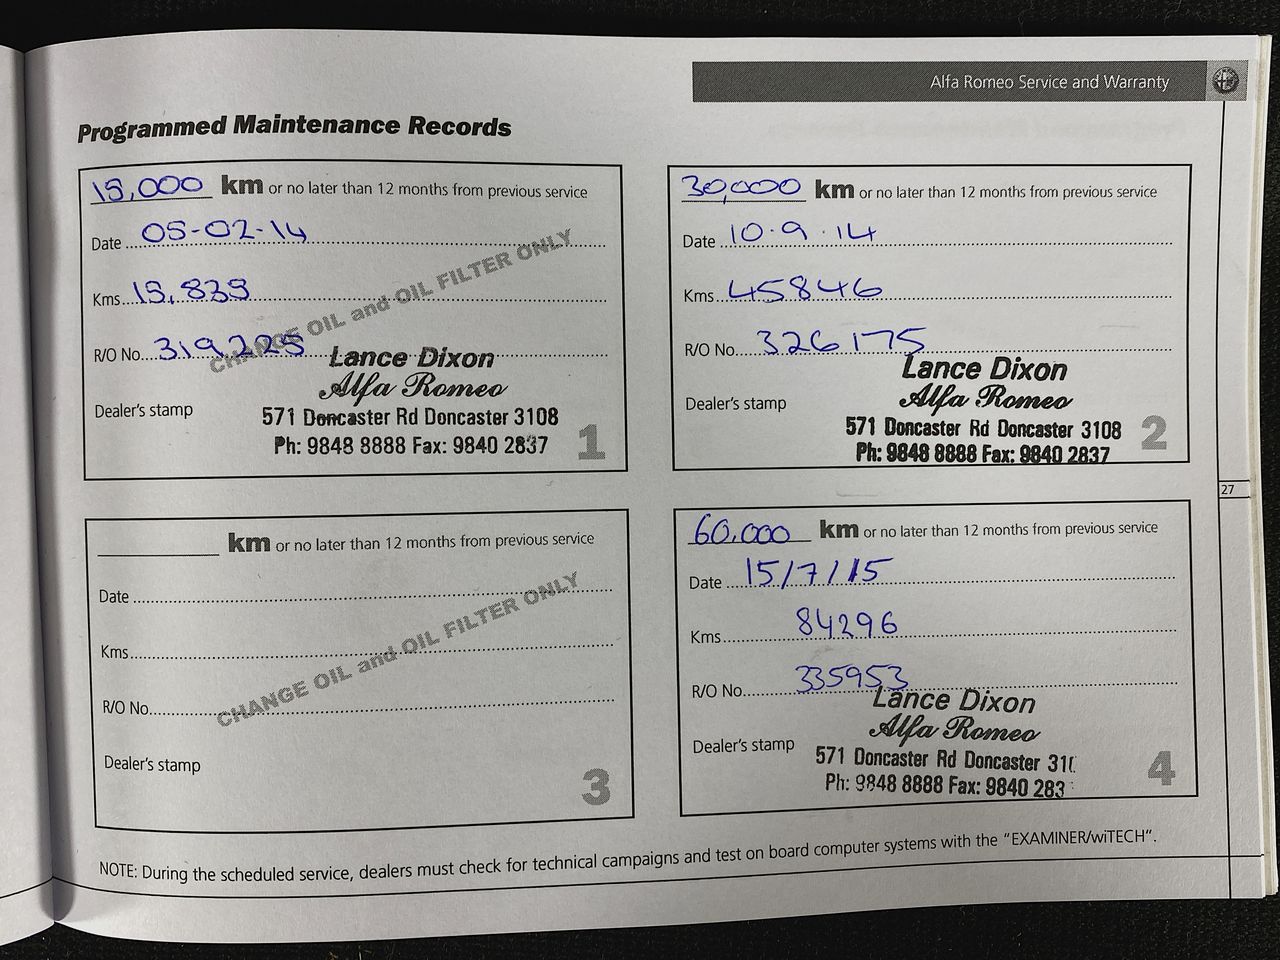 Alfa Romeo Service and Warranty
Programmed Maintenance Records
15,000 km or no later than 12 months from previous service
Date 05-02-14
Kms 15,835
R/O No. 319225
CHANGE OIL and OIL FILTER ONLY
Lance Dixon
Alfa Romeo
Dealer's stamp
571 Doncaster Rd Doncaster 3108
Ph: 9848 8888 Fax: 9840 2837
1
30,000 km or no later than 12 months from previous service
Date 10.9.14
Kms 45846
R/O No. 326175
Lance Dixon
Alfa Romeo
Dealer's stamp
571 Doncaster Rd Doncaster 3108
Ph: 9848 8888 Fax: 9840 2837
2
27
km or no later than 12 months from previous service
Date
Kms
R/O No.
CHANGE OIL and OIL FILTER ONLY
Dealer's stamp
3
60,000 km or no later than 12 months from previous service
Date 15/7/15
Kms 84296
R/O No. 335953
Lance Dixon
Alfa Romeo
Dealer's stamp
571 Doncaster Rd Doncaster 310
Ph: 9848 8888 Fax: 9840 283
4
NOTE: During the scheduled service, dealers must check for technical campaigns and test on board computer systems with the "EXAMINER/wiTECH".